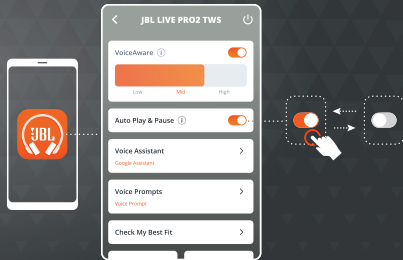 JBL LIVE PRO2 TWS
VoiceAware
Low Mid High
JBL
Auto Play & Pause
Voice Assistant
Google Assistant
Voice Prompts
Voice Prompt
Check My Best Fit